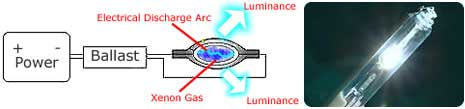 Electrical Discharge Arc
Luminance
+ -
Power
Ballast
Xenon Gas
Luminance